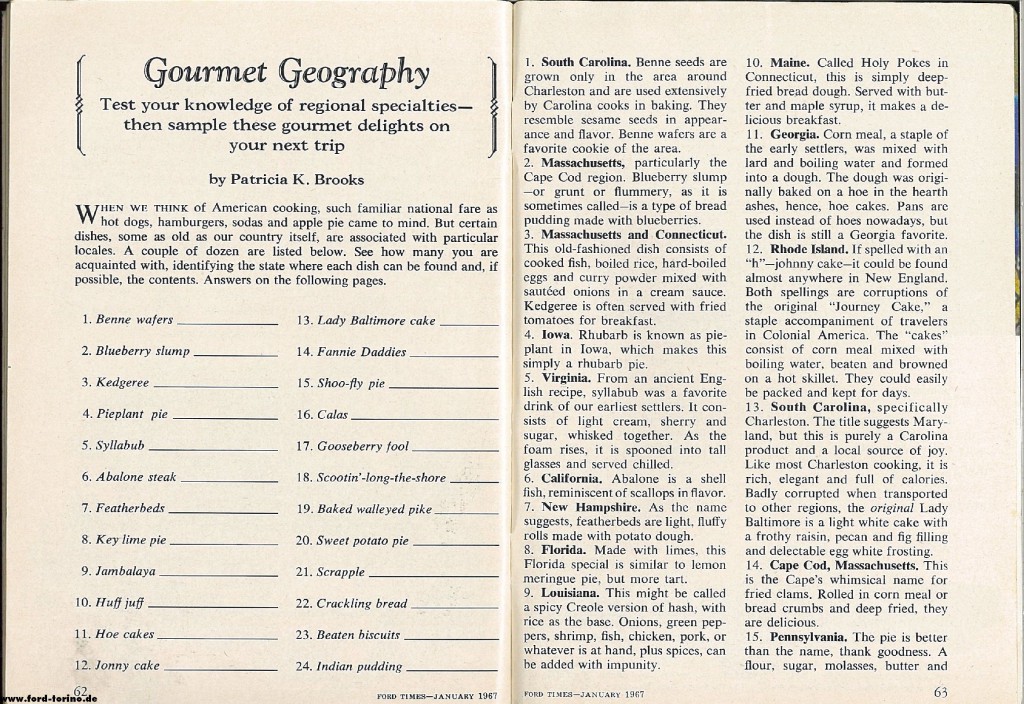 Gourmet Geography
Test your knowledge of regional specialties—
then sample these gourmet delights on
your next trip
by Patricia K. Brooks
WHEN WE THINK of American cooking, such familiar national fare as
hot dogs, hamburgers, sodas and apple pie came to mind. But certain
dishes, some as old as our country itself, are associated with particular
locales. A couple of dozen are listed below. See how many you are
acquainted with, identifying the state where each dish can be found and, if
possible, the contents. Answers on the following pages.
1. Benne wafers
2. Blueberry slump
3. Kedgeree
4. Pieplant pie
5. Syllabub
6. Abalone steak
7. Featherbeds
8. Key lime pie
9. Jambalaya
10. Huff juff
11. Hoe cakes
12. Jonny cake
13. Lady Baltimore cake
14. Fannie Daddies
15. Shoo-fly pie
16. Calas
17. Gooseberry fool
18. Scootin'-long-the-shore
19. Baked walleyed pike
20. Sweet potato pie
21. Scrapple
22. Crackling bread
23. Beaten biscuits
24. Indian pudding
62
FORD TIMES—JANUARY 1967
www.ford-torino.de
1. South Carolina. Benne seeds are
grown only in the area around
Charleston and are used extensively
by Carolina cooks in baking. They
resemble sesame seeds in appear-
ance and flavor. Benne wafers are a
favorite cookie of the area.
2. Massachusetts, particularly the
Cape Cod region. Blueberry slump
—or grunt or flummery, as it is
sometimes called—is a type of bread
pudding made with blueberries.
3. Massachusetts and Connecticut.
This old-fashioned dish consists of
cooked fish, boiled rice, hard-boiled
eggs and curry powder mixed with
sautéed onions in a cream sauce.
Kedgeree is often served with fried
tomatoes for breakfast.
4. Iowa. Rhubarb is known as pie-
plant in Iowa, which makes this
simply a rhubarb pie.
5. Virginia. From an ancient Eng-
lish recipe, syllabub was a favorite
drink of our earliest settlers. It con-
sists of light cream, sherry and
sugar, whisked together. As the
foam rises, it is spooned into tall
glasses and served chilled.
6. California. Abalone is a shell
fish, reminiscent of scallops in flavor.
7. New Hampshire. As the name
suggests, featherbeds are light, fluffy
rolls made with potato dough.
8. Florida. Made with limes, this
Florida special is similar to lemon
meringue pie, but more tart.
9. Louisiana. This might be called
a spicy Creole version of hash, with
rice as the base. Onions, green pep-
pers, shrimp, fish, chicken, pork, or
whatever is at hand, plus spices, can
be added with impunity.
10. Maine. Called Holy Pokes in
Connecticut, this is simply deep-
fried bread dough. Served with but-
ter and maple syrup, it makes a de-
licious breakfast.
11. Georgia. Corn meal, a staple of
the early settlers, was mixed with
lard and boiling water and formed
into a dough. The dough was origi-
nally baked on a hoe in the hearth
ashes, hence, hoe cakes. Pans are
used instead of hoes nowadays, but
the dish is still a Georgia favorite.
12. Rhode Island. If spelled with an
"h"—johnny cake—it could be found
almost anywhere in New England.
Both spellings are corruptions of
the original "Journey Cake," a
staple accompaniment of travelers
in Colonial America. The "cakes"
consist of corn meal mixed with
boiling water, beaten and browned
on a hot skillet. They could easily
be packed and kept for days.
13. South Carolina, specifically
Charleston. The title suggests Mary-
land, but this is purely a Carolina
product and a local source of joy.
Like most Charleston cooking, it is
rich, elegant and full of calories.
Badly corrupted when transported
to other regions, the original Lady
Baltimore is a light white cake with
a frothy raisin, pecan and fig filling
and delectable egg white frosting.
14. Cape Cod, Massachusetts. This
is the Cape's whimsical name for
fried clams. Rolled in corn meal or
bread crumbs and deep fried, they
are delicious.
15. Pennsylvania. The pie is better
than the name, thank goodness. A
flour, sugar, molasses, butter and
FORD TIMES—JANUARY 1967
63